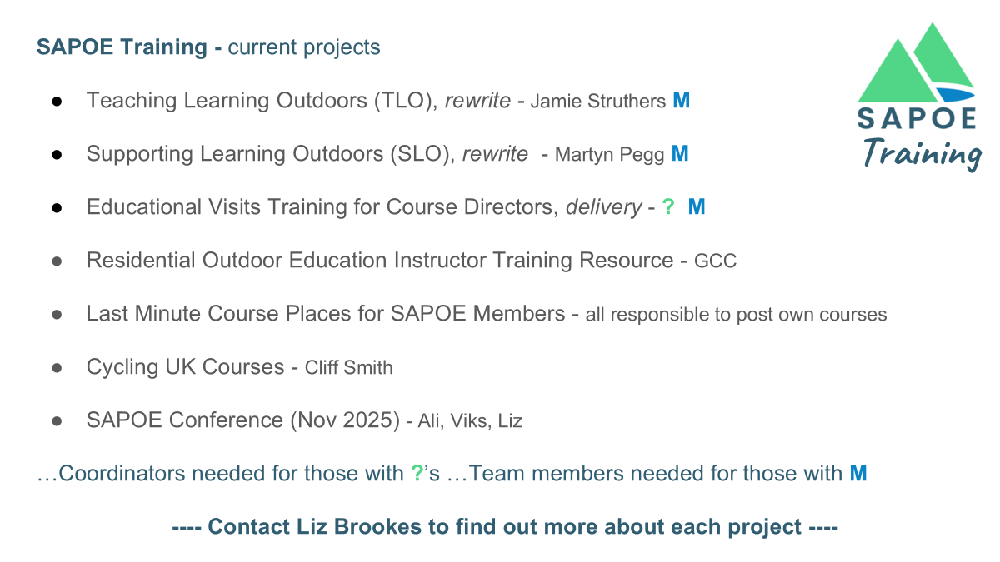 SAPOE Training - current projects
● Teaching Learning Outdoors (TLO), rewrite - Jamie Struthers M
● Supporting Learning Outdoors (SLO), rewrite - Martyn Pegg M
● Educational Visits Training for Course Directors, delivery - ? M
● Residential Outdoor Education Instructor Training Resource - GCC
● Last Minute Course Places for SAPOE Members - all responsible to post own courses
● Cycling UK Courses - Cliff Smith
● SAPOE Conference (Nov 2025) - Ali, Viks, Liz
…Coordinators needed for those with ?’s …Team members needed for those with M
---- Contact Liz Brookes to find out more about each project ----
SAPOE
Training